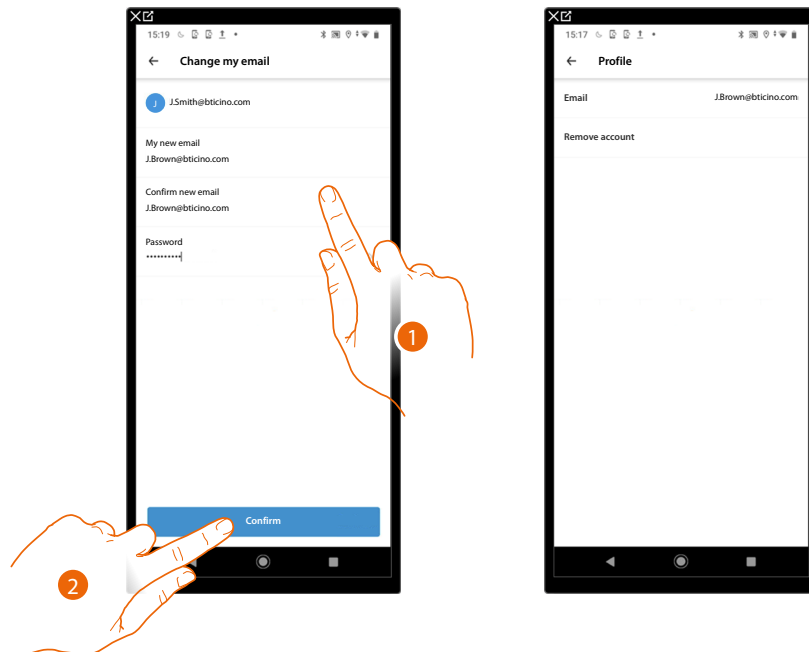 15:19
Change my email
J
J.Smith@bticino.com
My new email
J.Brown@bticino.com
Confirm new email
J.Brown@bticino.com
Password
••••••••••
1
Confirm
2
15:17
Profile
Email J.Brown@bticino.com
Remove account